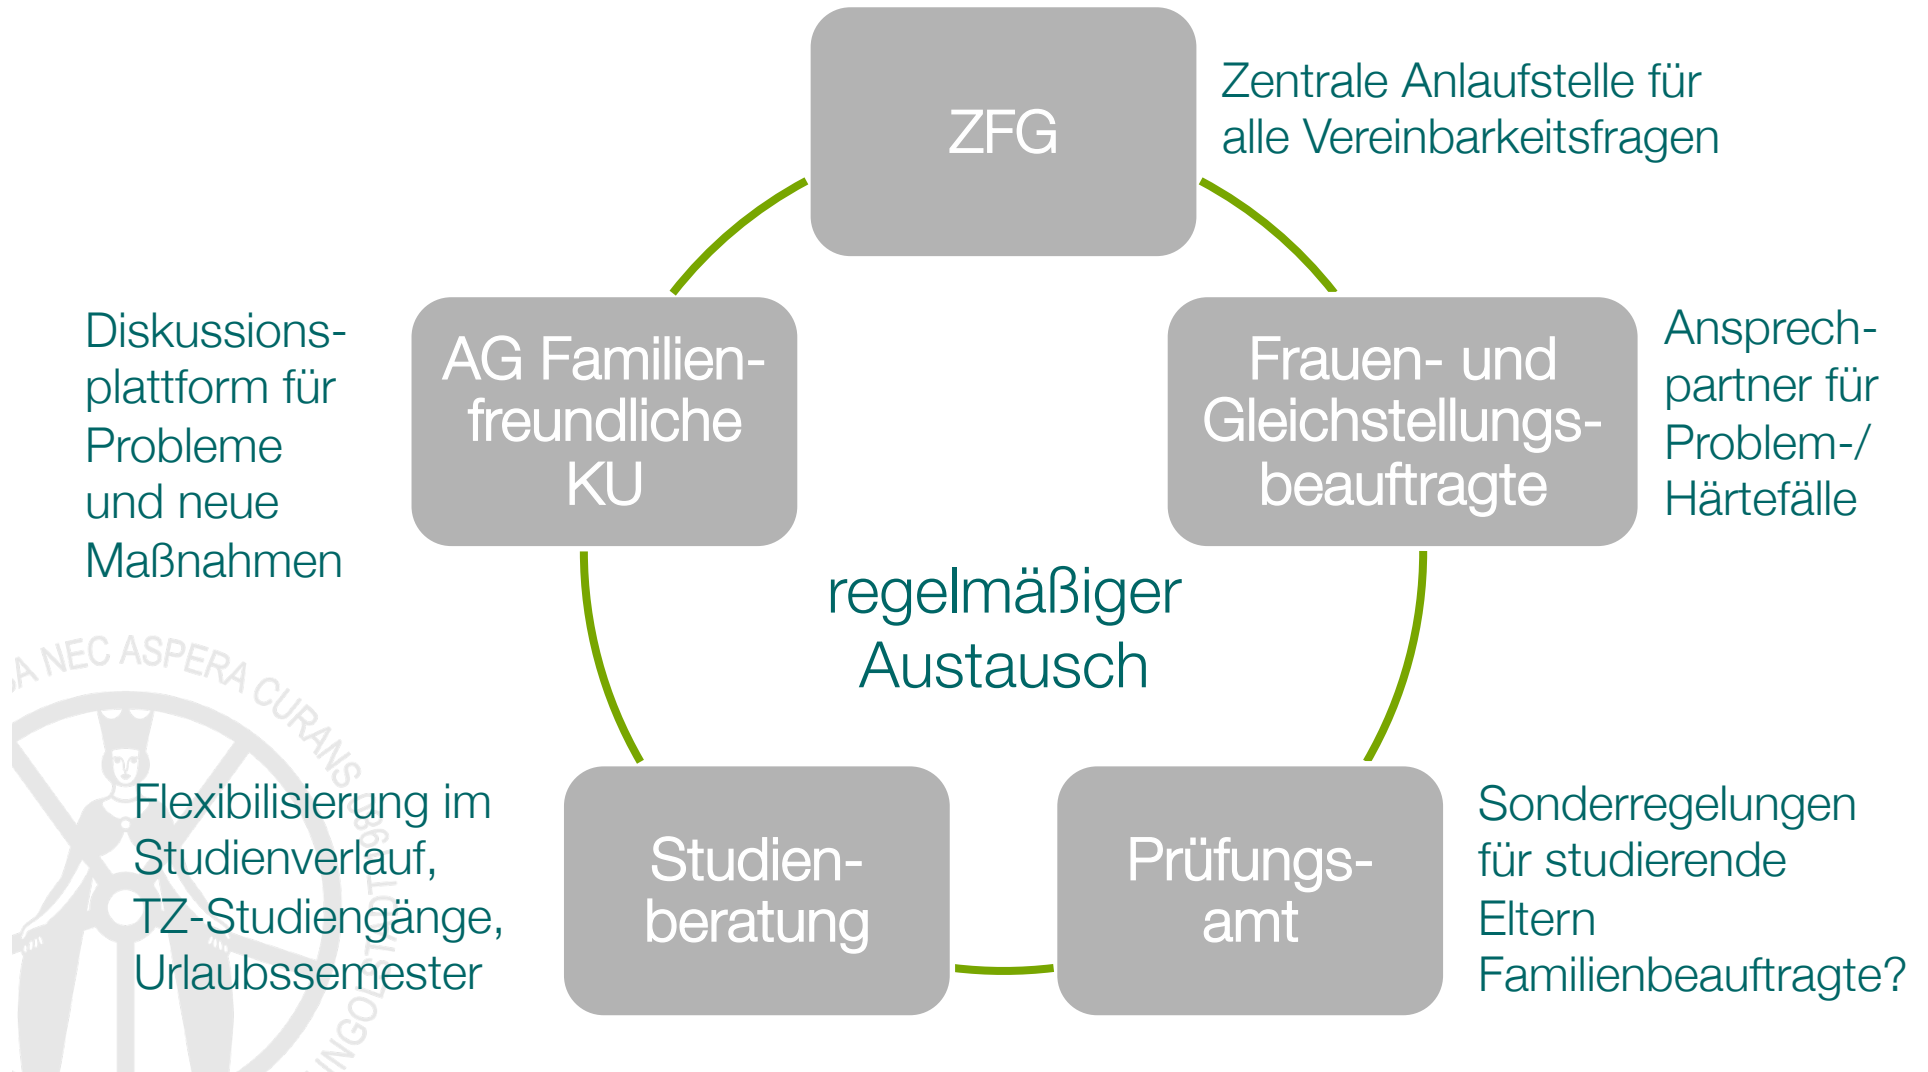 ZFG
Zentrale Anlaufstelle für
alle Vereinbarkeitsfragen
Diskussions-
plattform für
Probleme
und neue
Maßnahmen
AG Familien-
freundliche
KU
Frauen- und
Gleichstellungs-
beauftragte
Ansprech-
partner für
Problem-/
Härtefälle
regelmäßiger
Austausch
NEC ASPERA CURANS
INGOLST
Flexibilisierung im
Studienverlauf,
TZ-Studiengänge,
Urlaubssemester
Studien-
beratung
Prüfungs-
amt
Sonderregelungen
für studierende
Eltern
Familienbeauftragte?